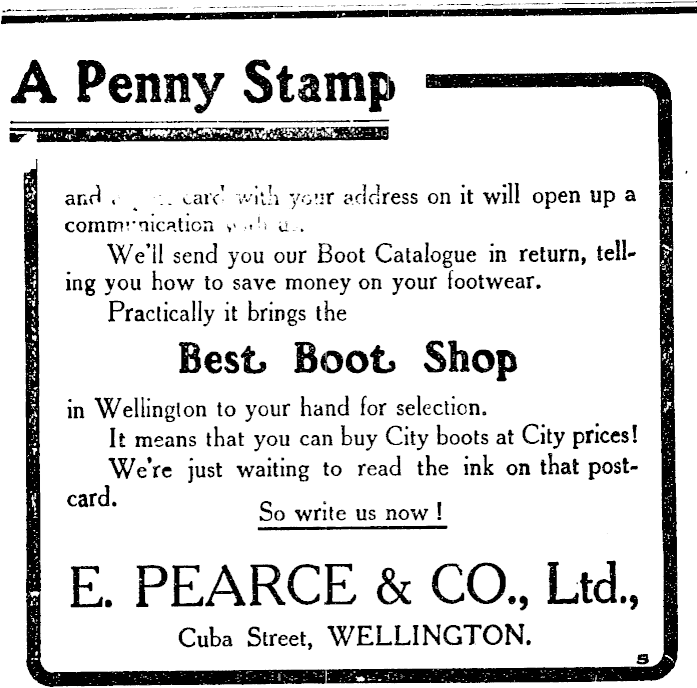 A Penny Stamp
and card with your address on it will open up a
communication with us.
We'll send you our Boot Catalogue in return, tell-
ing you how to save money on your footwear.
Practically it brings the
Best Boot Shop
in Wellington to your hand for selection.
It means that you can buy City boots at City prices!
We're just waiting to read the ink on that post-
card.
So write us now!
E. PEARCE & CO., Ltd.,
Cuba Street, WELLINGTON.
5